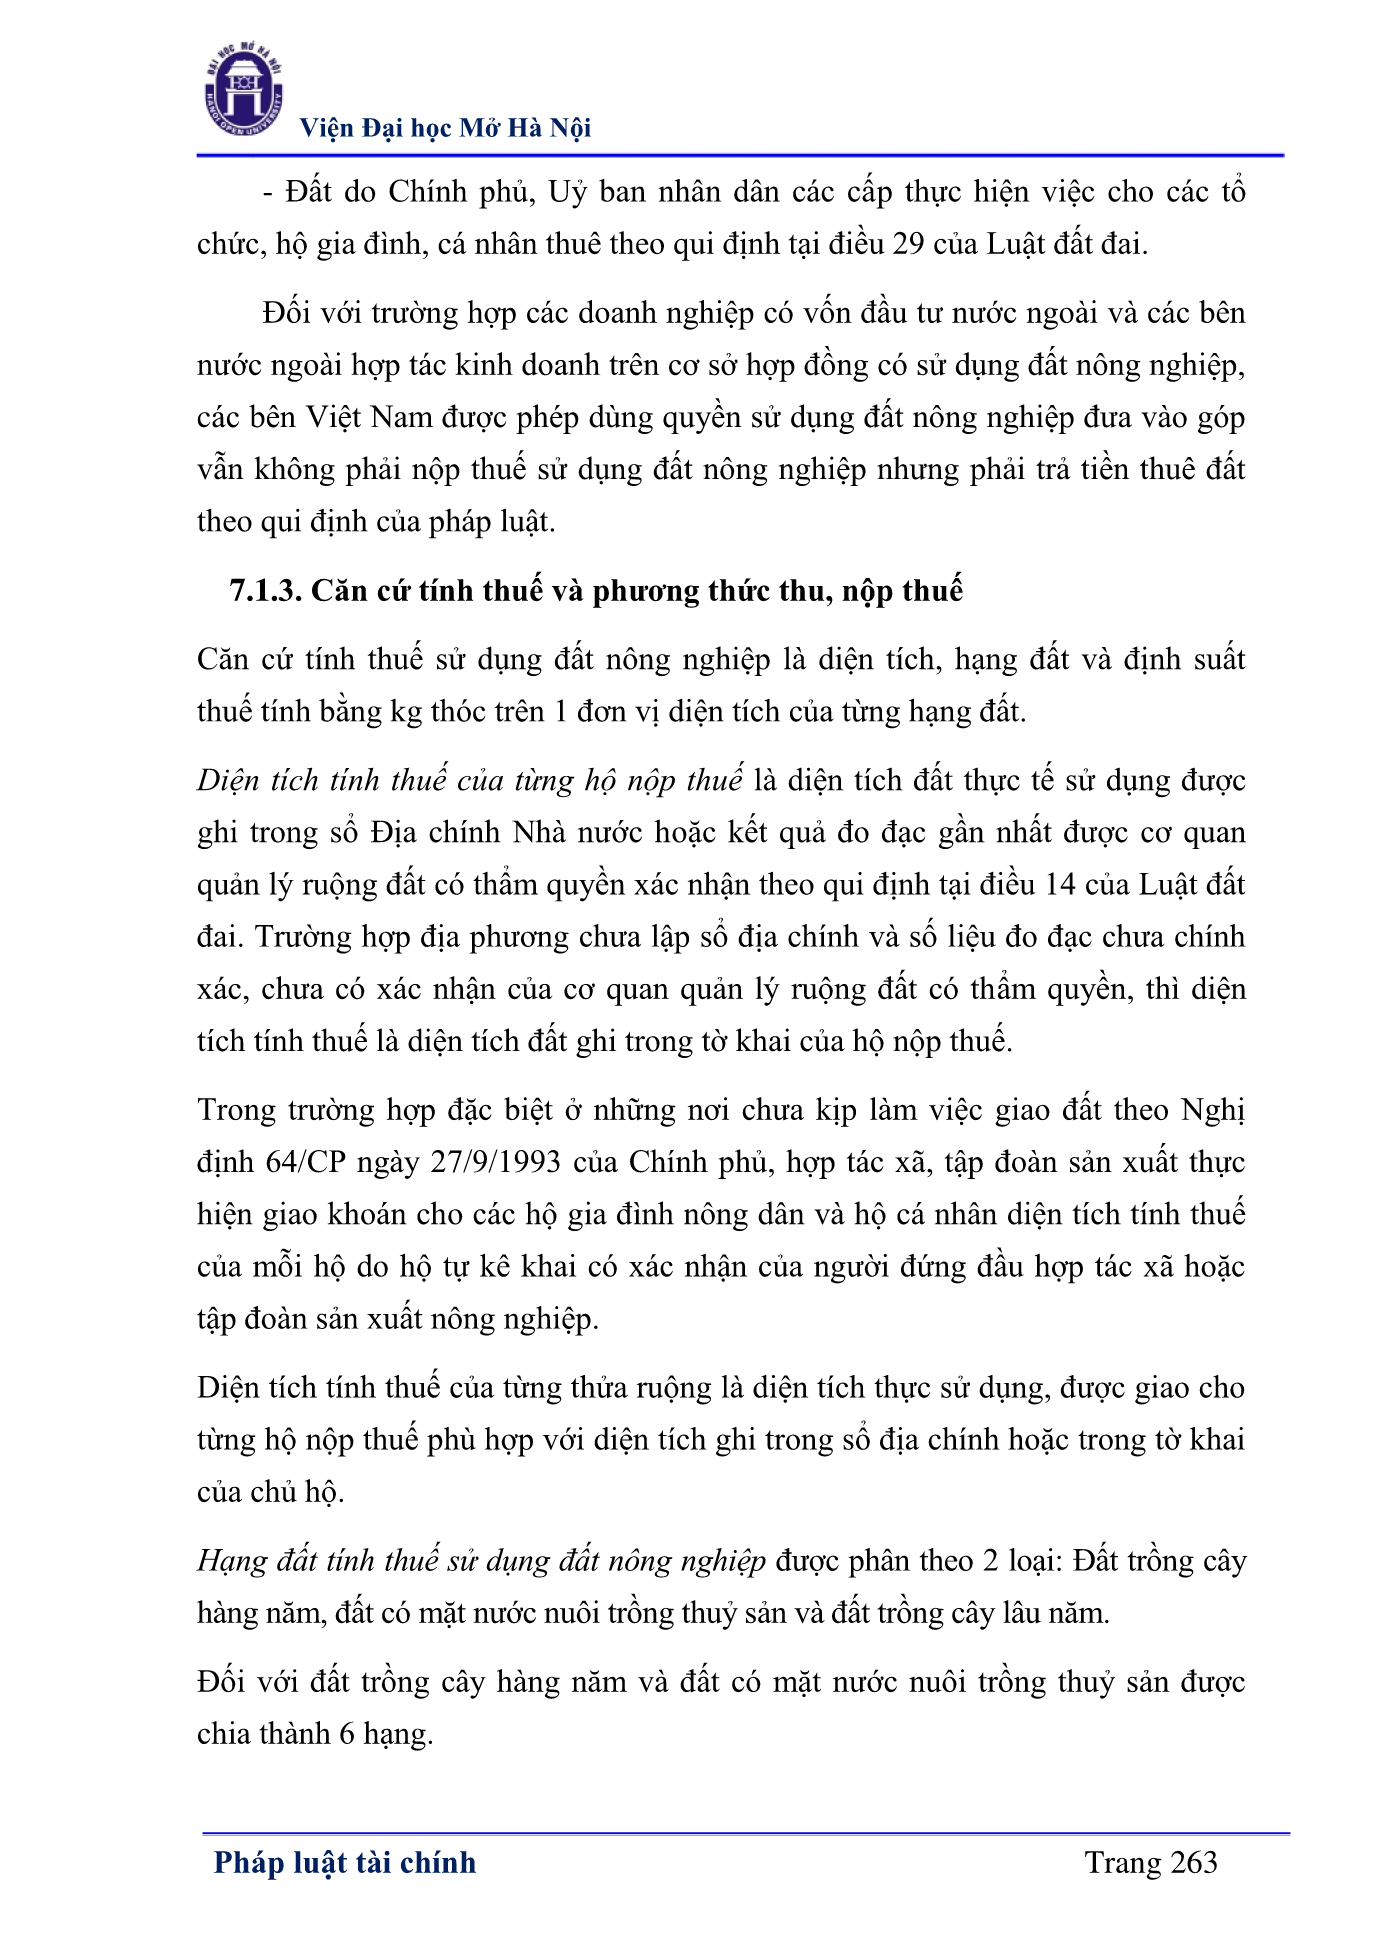 ĐẠI HỌC MỞ HÀ NỘI
HANOI OPEN UNIVERSITY
Viện Đại học Mở Hà Nội
- Đất do Chính phủ, Uỷ ban nhân dân các cấp thực hiện việc cho các tổ
chức, hộ gia đình, cá nhân thuê theo qui định tại điều 29 của Luật đất đai.
Đối với trường hợp các doanh nghiệp có vốn đầu tư nước ngoài và các bên
nước ngoài hợp tác kinh doanh trên cơ sở hợp đồng có sử dụng đất nông nghiệp,
các bên Việt Nam được phép dùng quyền sử dụng đất nông nghiệp đưa vào góp
vẫn không phải nộp thuế sử dụng đất nông nghiệp nhưng phải trả tiền thuê đất
theo qui định của pháp luật.
7.1.3. Căn cứ tính thuế và phương thức thu, nộp thuế
Căn cứ tính thuế sử dụng đất nông nghiệp là diện tích, hạng đất và định suất
thuế tính bằng kg thóc trên 1 đơn vị diện tích của từng hạng đất.
Diện tích tính thuế của từng hộ nộp thuế là diện tích đất thực tế sử dụng được
ghi trong sổ Địa chính Nhà nước hoặc kết quả đo đạc gần nhất được cơ quan
quản lý ruộng đất có thẩm quyền xác nhận theo qui định tại điều 14 của Luật đất
đai. Trường hợp địa phương chưa lập sổ địa chính và số liệu đo đạc chưa chính
xác, chưa có xác nhận của cơ quan quản lý ruộng đất có thẩm quyền, thì diện
tích tính thuế là diện tích đất ghi trong tờ khai của hộ nộp thuế.
Trong trường hợp đặc biệt ở những nơi chưa kịp làm việc giao đất theo Nghị
định 64/CP ngày 27/9/1993 của Chính phủ, hợp tác xã, tập đoàn sản xuất thực
hiện giao khoán cho các hộ gia đình nông dân và hộ cá nhân diện tích tính thuế
của mỗi hộ do hộ tự kê khai có xác nhận của người đứng đầu hợp tác xã hoặc
tập đoàn sản xuất nông nghiệp.
Diện tích tính thuế của từng thửa ruộng là diện tích thực sử dụng, được giao cho
từng hộ nộp thuế phù hợp với diện tích ghi trong sổ địa chính hoặc trong tờ khai
của chủ hộ.
Hạng đất tính thuế sử dụng đất nông nghiệp được phân theo 2 loại: Đất trồng cây
hàng năm, đất có mặt nước nuôi trồng thuỷ sản và đất trồng cây lâu năm.
Đối với đất trồng cây hàng năm và đất có mặt nước nuôi trồng thuỷ sản được
chia thành 6 hạng.
Pháp luật tài chính Trang 263